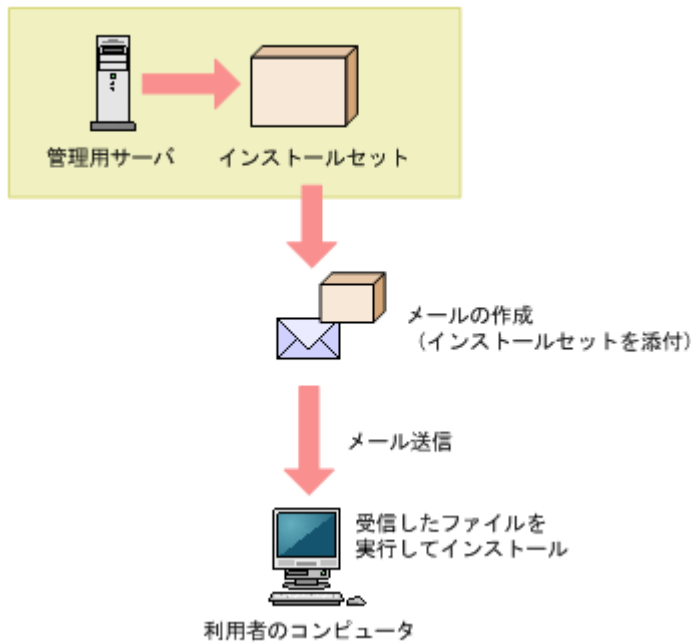 管理用サーバ
インストールセット
メールの作成
（インストールセットを添付）
メール送信
受信したファイルを
実行してインストール
利用者のコンピュータ